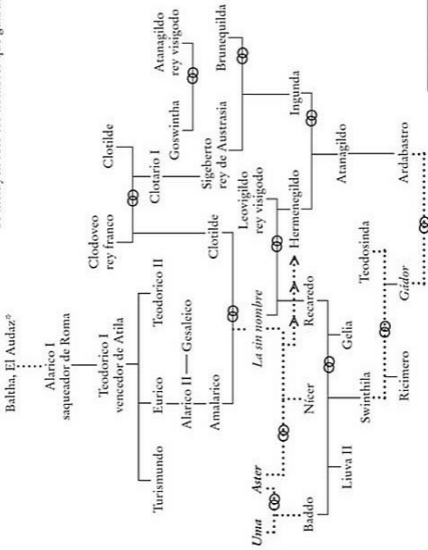 Baltha, El Audaz*
Alarico I
saqueador de Roma
Teodorico I
vencedor de Atila
Turismundo
Eurico
Teodorico II
Alarico II — Gesaleico
Amalarico
Clodoveo
rey franco
Clotilde
Clotario I
Clotilde
Goswintha
Atanagildo
rey visigodo
Sigeberto
rey de Austrasia
Brunequilda
Uma
Aster
La sin nombre
Leovigildo
rey visigodo
Ingunda
Baddo
Nícer
Recaredo
Hermenegildo
Liuva II
Gelia
Atanagildo
Swinthila
Teodosinda
Ricimero
Gádor
Ardabastro